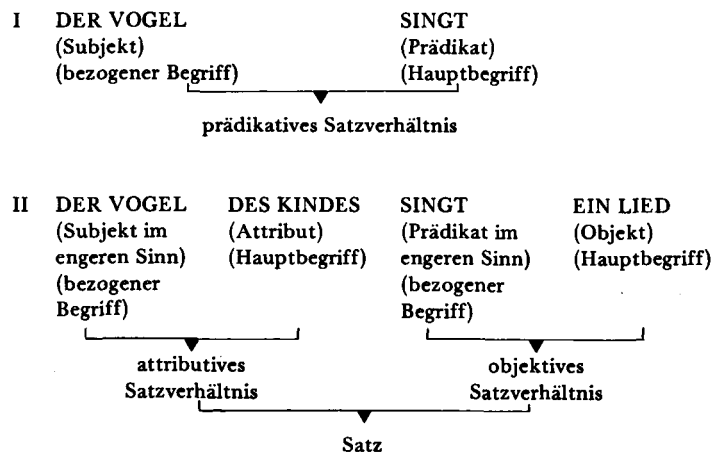 I DER VOGEL SINGT
(Subjekt) (Prädikat)
(bezogener Begriff) (Hauptbegriff)
prädikatives Satzverhältnis
II DER VOGEL DES KINDES SINGT EIN LIED
(Subjekt im (Attribut) (Prädikat im (Objekt)
engeren Sinn) (Hauptbegriff) engeren Sinn) (Hauptbegriff)
(bezogener (bezogener
Begriff) Begriff)
attributives objektives
Satzverhältnis Satzverhältnis
Satz